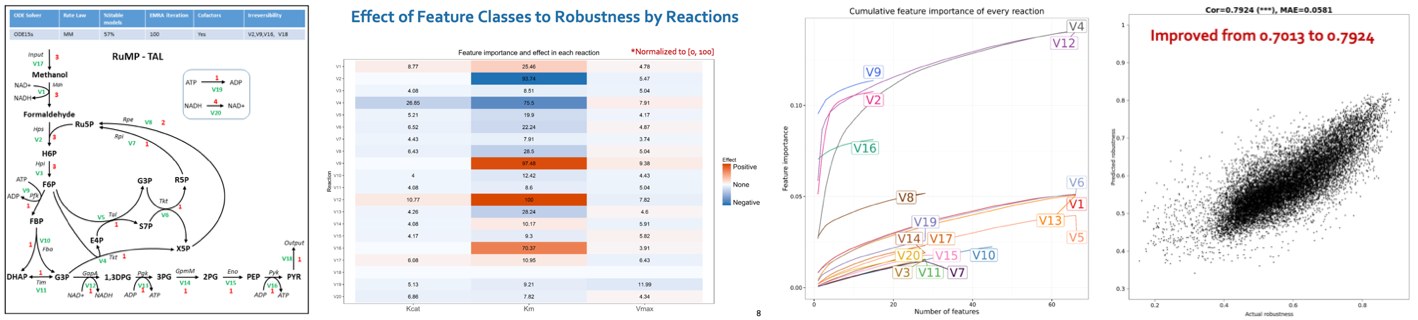 ODE Solver Rate Law %Stable models EMRA Iteration Cofactors Irreversibility
ODE15s MM 57% 100 Yes V2,V9,V16, V18
RuMP - TAL
Input 3
V17
Methanol
NAD+ Mdh
V1 3
NADH
Formaldehyde
Hps
V2 3
Ru5P
Rpe V8 2
Rpi V7 1
H6P
Hpi 3
V3
F6P
ATP
V9 Pfk
ADP 1
FBP
1 V10
Fba
DHAP
1
Tim
V11
G3P
ATP 1 ADP
V19
NADH 4 NAD+
V20
G3P R5P
Tkt
V6 1
V5 Tal
1
S7P
E4P
X5P
V4 Tkt 1
GapA
V12
NAD+ 1 NADH
1,3DPG
Pgk
V13
ADP 1 ATP
3PG
GpmM
V14
1
2PG
Eno
V15
1
PEP
Pyk
V16
ADP 1 ATP
PYR
Output
V18 1
Effect of Feature Classes to Robustness by Reactions
Feature importance and effect in each reaction
*Normalized to [0, 100]
Reaction
V1 8.77 25.46 4.78
V2 93.74 5.47
V3 4.08 8.51 5.04
V4 26.85 75.5 7.91
V5 5.21 19.9 4.17
V6 6.52 22.24 4.87
V7 4.43 7.91 3.74
V8 6.43 28.5 5.04
V9 97.48 9.38
V10 4 12.42 4.43
V11 4.08 8.6 5.04
V12 10.77 100 7.82
V13 4.26 28.24 4.6
V14 4.08 10.17 5.91
V15 4.17 9.3 5.82
V16 70.37 3.91
V17 6.08 10.95 6.43
V18
V19 5.13 9.21 11.99
V20 6.86 7.82 4.34
Kcat Km Vmax
Effect
Positive
None
Negative
8
Cumulative feature importance of every reaction
Feature importance
0.10
0.05
0.00
V4
V12
V9
V2
V16
V8
V6
V19
V1
V13
V14 V17
V5
V20 V15 V10
V3 V11 V7
0 20 40 60
Number of features
Cor=0.7924 (***), MAE=0.0581
Improved from 0.7013 to 0.7924
Predicted robustness
0.8
0.7
0.6
0.5
0.4
0.3
0.2 0.4 0.6 0.8
Actual robustness